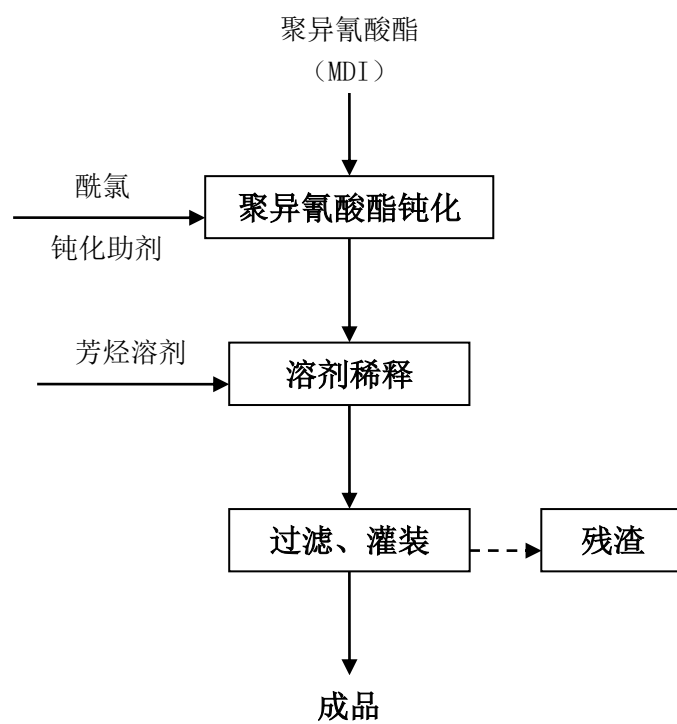 聚异氰酸酯
（MDI）
酰氯
钝化助剂
聚异氰酸酯钝化
芳烃溶剂
溶剂稀释
过滤、灌装
残渣
成品